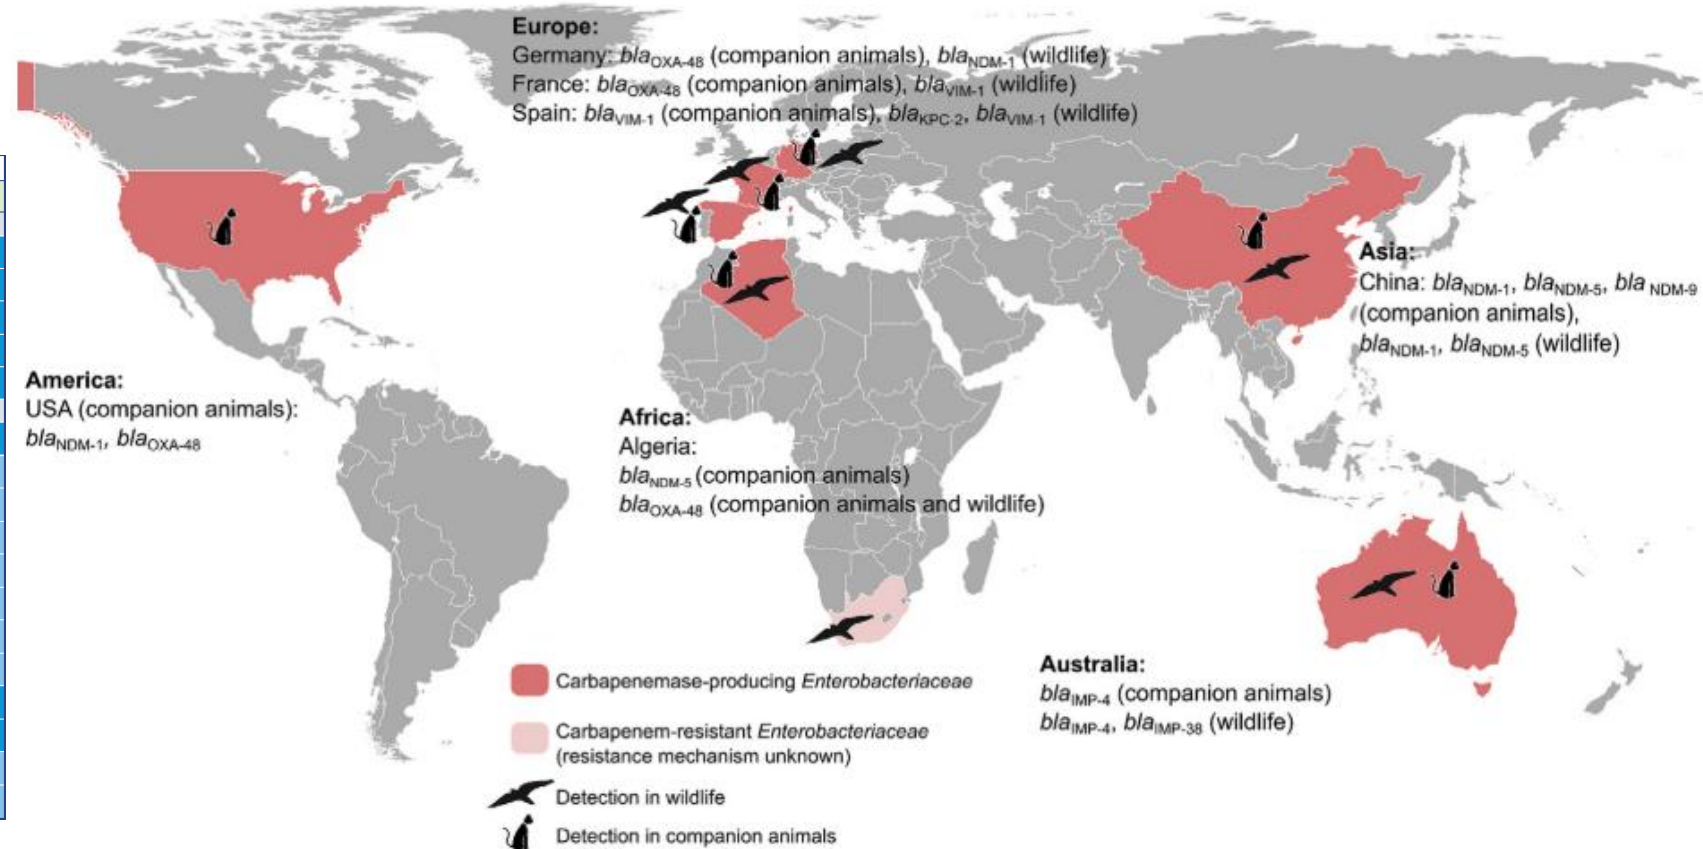 Europe:
Germany: blaOXA-48 (companion animals), blaNDM-1 (wildlife)
France: blaOXA-48 (companion animals), blaVIM-1 (wildlife)
Spain: blaVIM-1 (companion animals), blaKPC-2, blaVIM-1 (wildlife)
Asia:
China: blaNDM-1, blaNDM-5, bla NDM-9
(companion animals),
blaNDM-1, blaNDM-5 (wildlife)
America:
USA (companion animals):
blaNDM-1, blaOXA-48
Africa:
Algeria:
blaNDM-5 (companion animals)
blaOXA-48 (companion animals and wildlife)
Australia:
blaIMP-4 (companion animals)
blaIMP-4, blaIMP-38 (wildlife)
Carbapenemase-producing Enterobacteriaceae
Carbapenem-resistant Enterobacteriaceae
(resistance mechanism unknown)
Detection in wildlife
Detection in companion animals